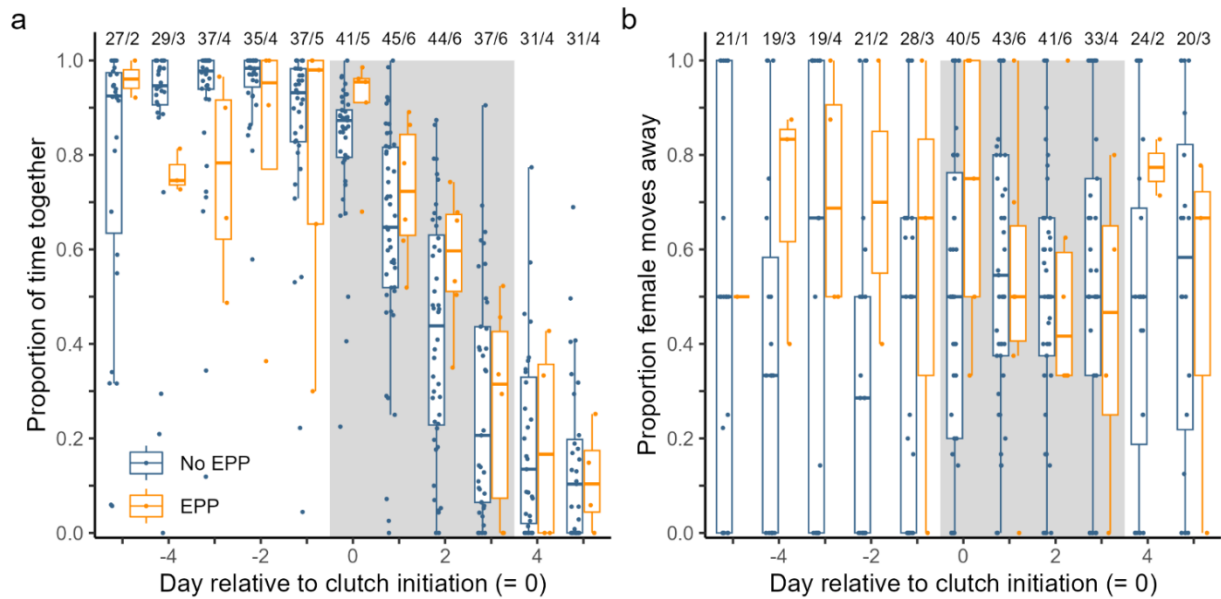 a
27/2 29/3 37/4 35/4 37/5 41/5 45/6 44/6 37/6 31/4 31/4
1.0
0.8
0.6
0.4
0.2
0.0
Proportion of time together
No EPP
EPP
-4 -2 0 2 4
Day relative to clutch initiation (= 0)
b
21/1 19/3 19/4 21/2 28/3 40/5 43/6 41/6 33/4 24/2 20/3
1.0
0.8
0.6
0.4
0.2
0.0
Proportion female moves away
-4 -2 0 2 4
Day relative to clutch initiation (= 0)